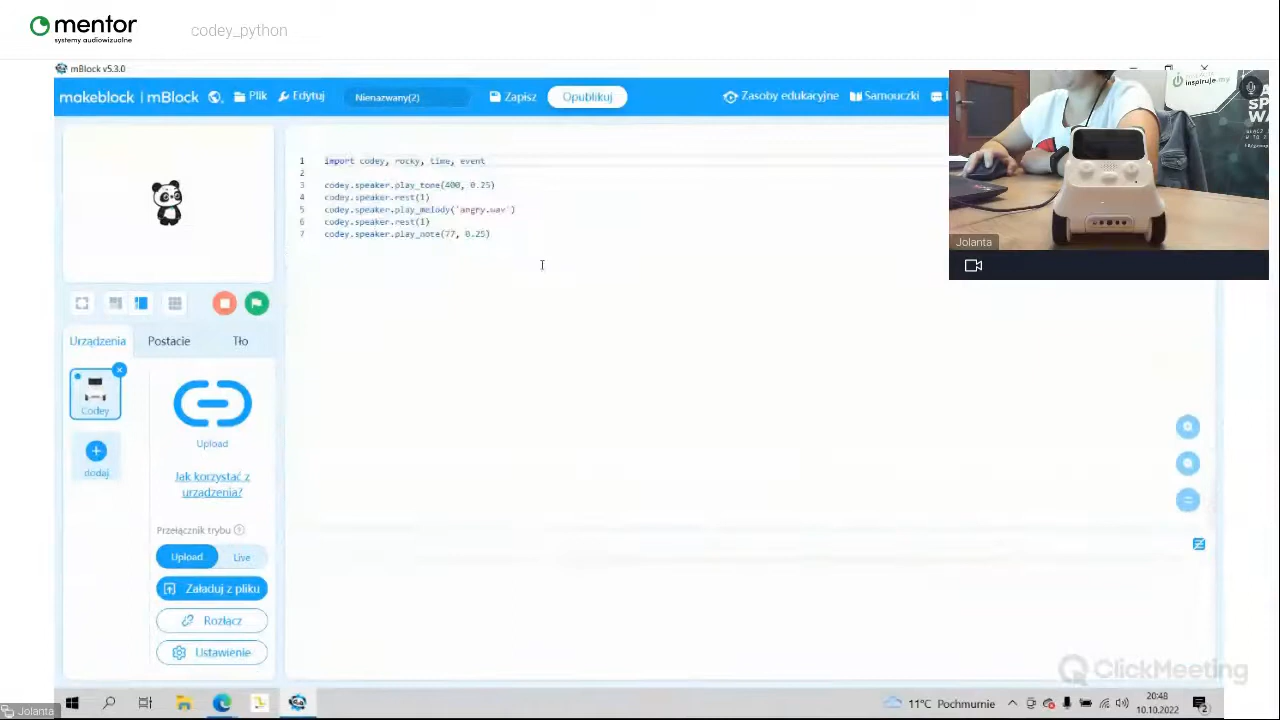 mentor
systemy audiowizualne
codey_python
mBlock v5.3.0
makeblock | mBlock
Plik
Edytuj
Nienazwany(2)
Zapisz
Opublikuj
Zasoby edukacyjne
Samouczki
1 import codey, rocky, time, event
2
3 codey.speaker.play_tone(400, 0.25)
4 codey.speaker.rest(1)
5 codey.speaker.play_melody('angry.wav')
6 codey.speaker.rest(1)
7 codey.speaker.play_note(77, 0.25)
inspiruje.my
Jolanta
Urządzenia
Postacie
Tło
Codey
dodaj
Upload
Jak korzystać z
urządzenia?
Przełącznik trybu
Upload
Live
Załaduj z pliku
Rozłącz
Ustawienie
ClickMeeting
Jolanta
11°C Pochmurnie
20:48
10.10.2022
2